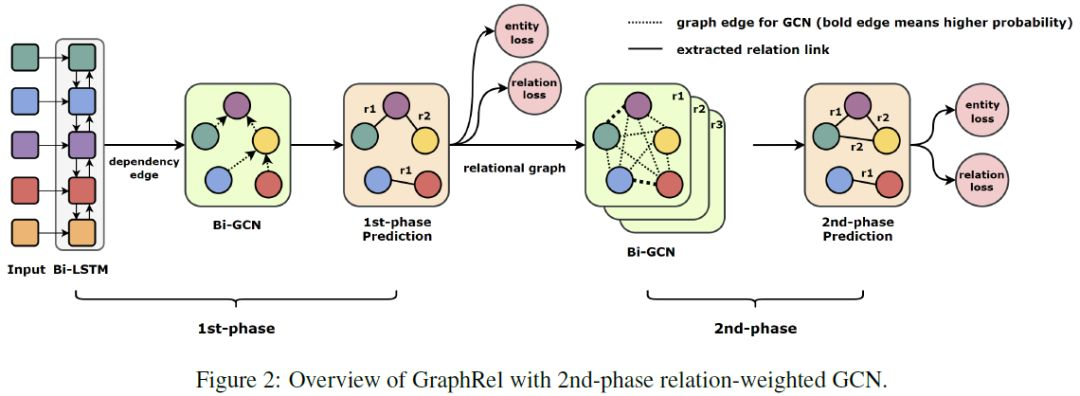 graph edge for GCN (bold edge means higher probability)
extracted relation link
entity
loss
relation
loss
r1
r2
r1
r1
r2
r3
r1
r2
r2
r1
entity
loss
relation
loss
dependency
edge
relational graph
Bi-GCN
1st-phase
Prediction
Bi-GCN
2nd-phase
Prediction
Input Bi-LSTM
1st-phase
2nd-phase
Figure 2: Overview of GraphRel with 2nd-phase relation-weighted GCN.